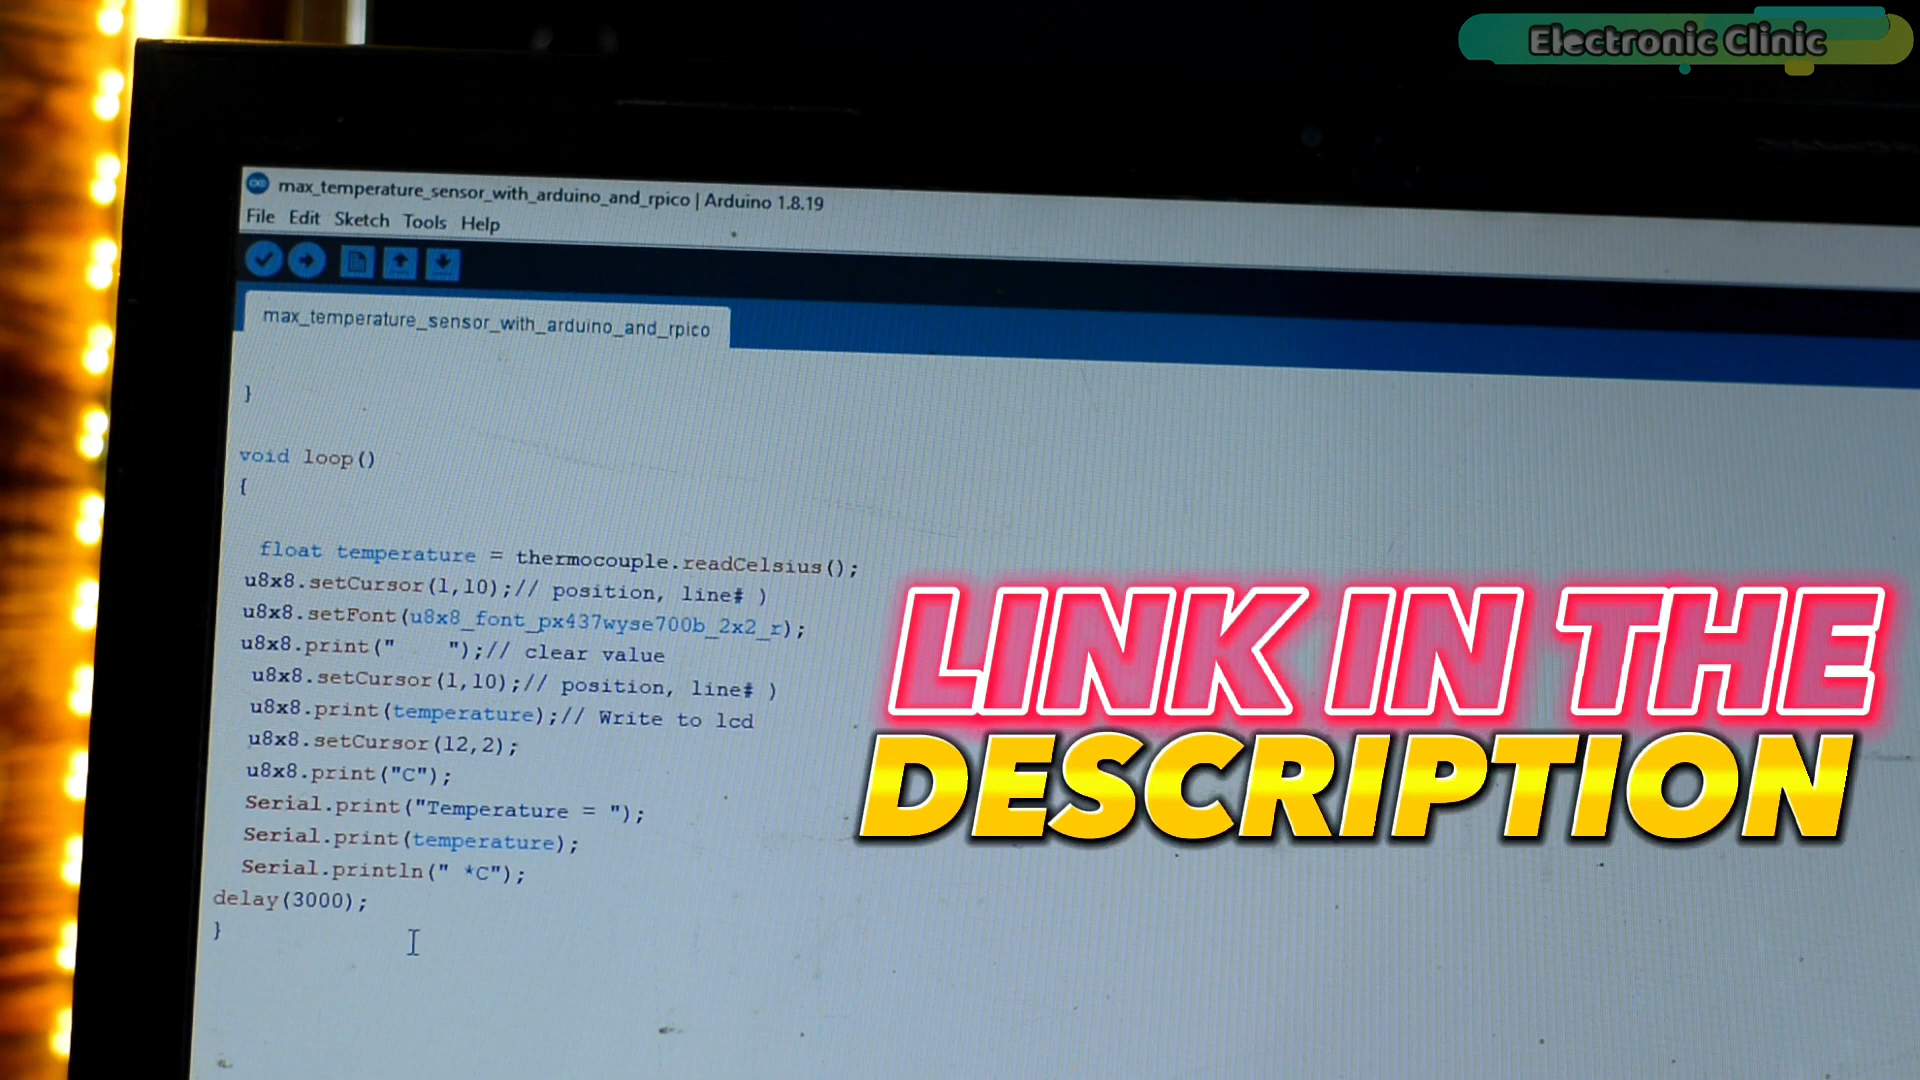 Electronic Clinic
max_temperature_sensor_with_arduino_and_rpico | Arduino 1.8.19
File Edit Sketch Tools Help
max_temperature_sensor_with_arduino_and_rpico
}
void loop()
{
float temperature = thermocouple.readCelsius();
u8x8.setCursor(1,10);// position, line# )
u8x8.setFont(u8x8_font_px437wyse700b_2x2_r);
u8x8.print("    ");// clear value
u8x8.setCursor(1,10);// position, line# )
u8x8.print(temperature);// Write to lcd
u8x8.setCursor(12,2);
u8x8.print("C");
Serial.print("Temperature = ");
Serial.print(temperature);
Serial.println(" *C");
delay(3000);
}
LINK IN THE
DESCRIPTION